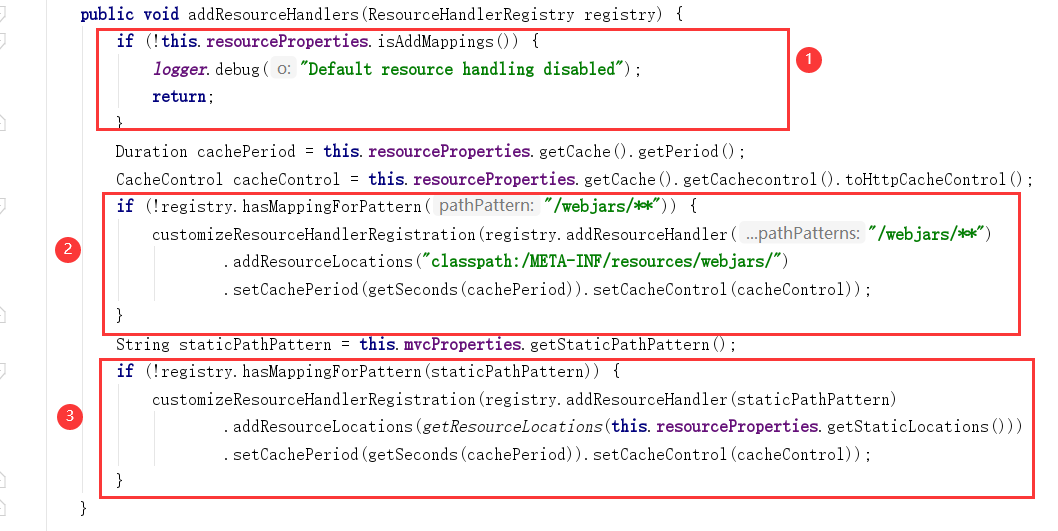 public void addResourceHandlers(ResourceHandlerRegistry registry) {
if (!this.resourceProperties.isAddMappings()) {
logger.debug( o: "Default resource handling disabled");
return;
}
1
Duration cachePeriod = this.resourceProperties.getCache().getPeriod();
CacheControl cacheControl = this.resourceProperties.getCache().getCachecontrol().toHttpCacheControl();
if (!registry.hasMappingForPattern( pathPattern: "/webjars/**")) {
customizeResourceHandlerRegistration(registry.addResourceHandler( ...pathPatterns: "/webjars/**")
2
.addResourceLocations("classpath:/META-INF/resources/webjars/")
.setCachePeriod(getSeconds(cachePeriod)).setCacheControl(cacheControl));
}
String staticPathPattern = this.mvcProperties.getStaticPathPattern();
if (!registry.hasMappingForPattern(staticPathPattern)) {
customizeResourceHandlerRegistration(registry.addResourceHandler(staticPathPattern)
3
.addResourceLocations(getResourceLocations(this.resourceProperties.getStaticLocations()))
.setCachePeriod(getSeconds(cachePeriod)).setCacheControl(cacheControl));
}
}